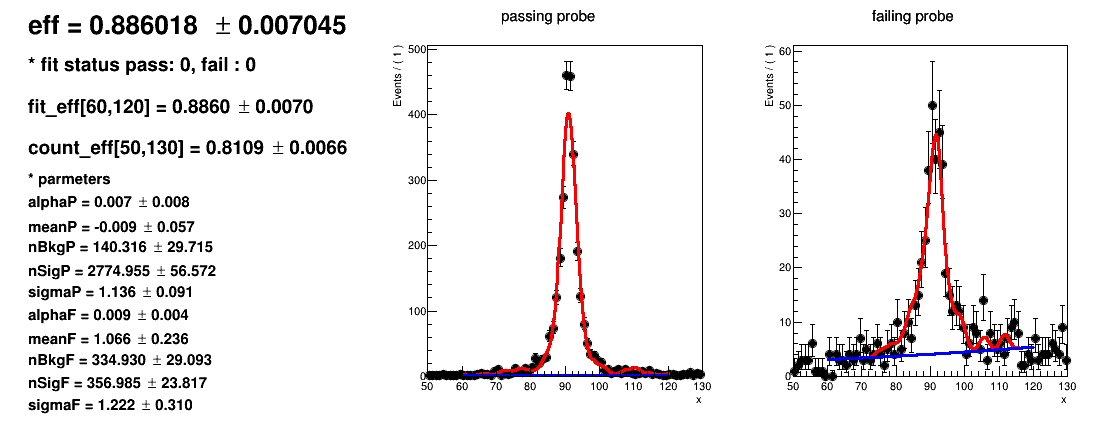 eff = 0.886018 ± 0.007045
* fit status pass: 0, fail : 0
fit_eff[60,120] = 0.8860 ± 0.0070
count_eff[50,130] = 0.8109 ± 0.0066
* parmeters
alphaP = 0.007 ± 0.008
meanP = -0.009 ± 0.057
nBkgP = 140.316 ± 29.715
nSigP = 2774.955 ± 56.572
sigmaP = 1.136 ± 0.091
alphaF = 0.009 ± 0.004
meanF = 1.066 ± 0.236
nBkgF = 334.930 ± 29.093
nSigF = 356.985 ± 23.817
sigmaF = 1.222 ± 0.310
passing probe
Events / ( 1 )
500
400
300
200
100
0
50 60 70 80 90 100 110 120 130
x
failing probe
Events / ( 1 )
60
50
40
30
20
10
0
50 60 70 80 90 100 110 120 130
x